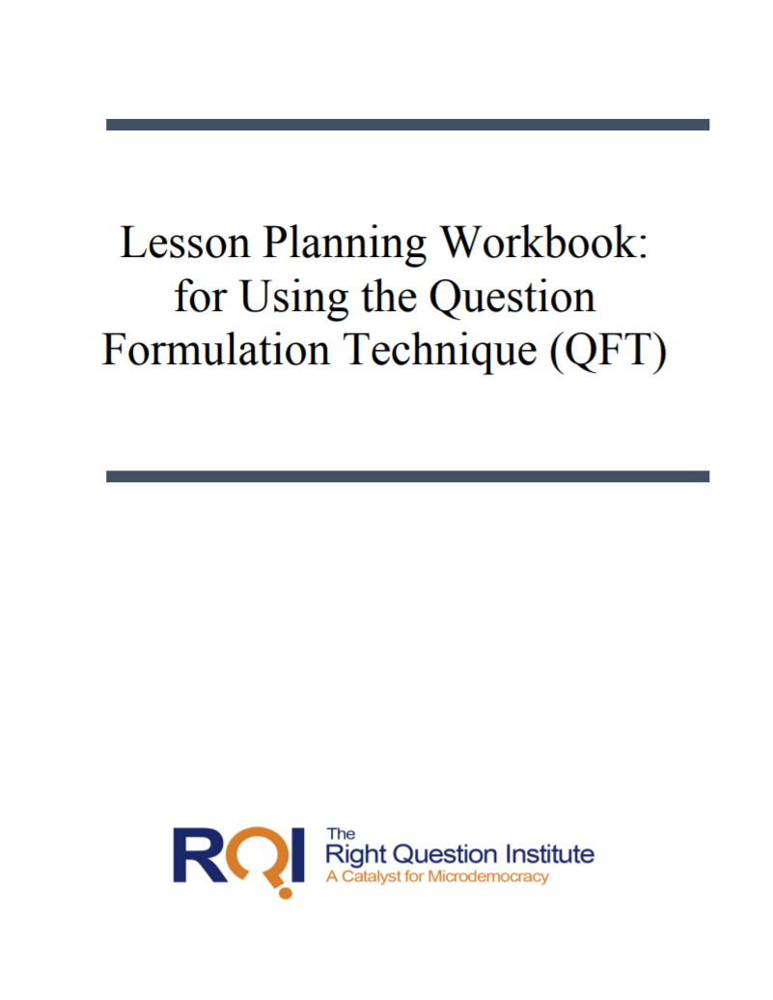 Lesson Planning Workbook:
for Using the Question
Formulation Technique (QFT)
RQI
The
Right Question Institute
A Catalyst for Microdemocracy